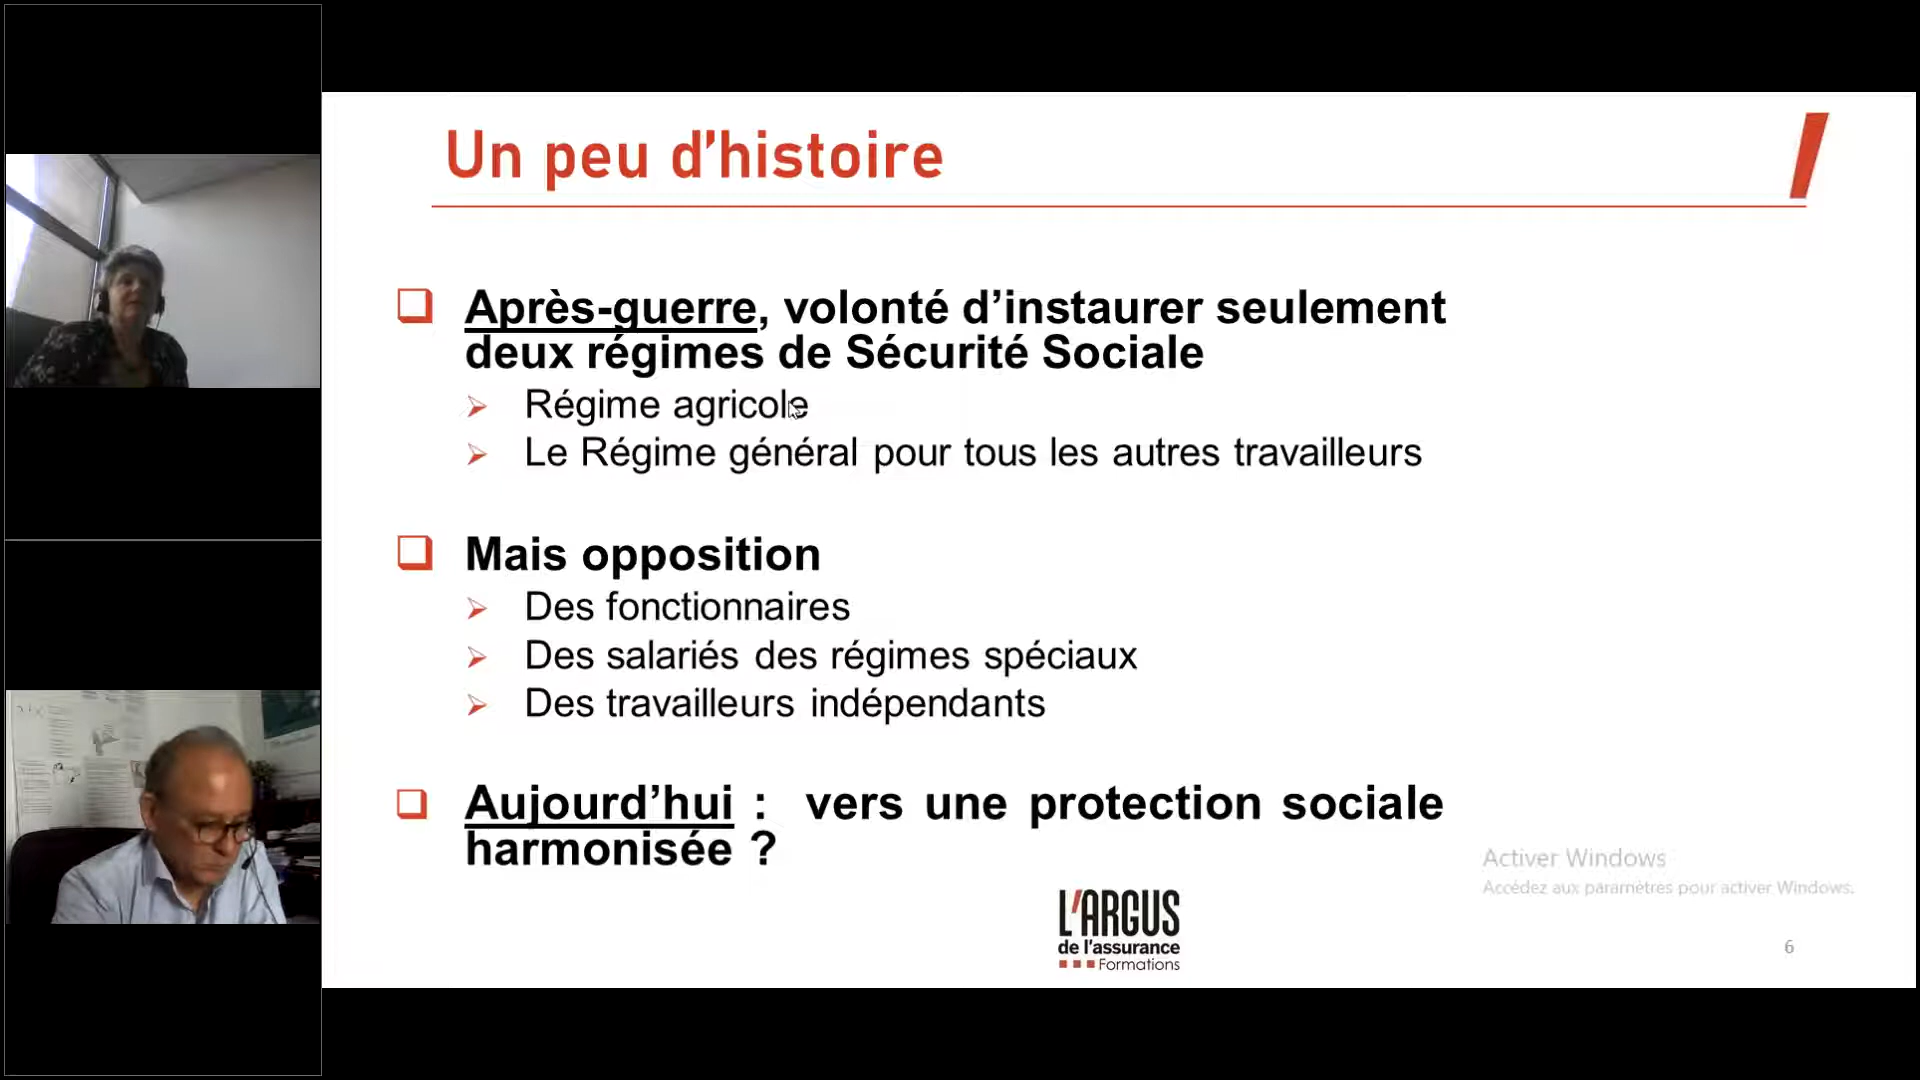 Un peu d’histoire
Après-guerre, volonté d’instaurer seulement
deux régimes de Sécurité Sociale
Régime agricole
Le Régime général pour tous les autres travailleurs
Mais opposition
Des fonctionnaires
Des salariés des régimes spéciaux
Des travailleurs indépendants
Aujourd’hui : vers une protection sociale
harmonisée ?
Activer Windows
Accédez aux paramètres pour activer Windows.
L'ARGUS
de l'assurance
Formations
6